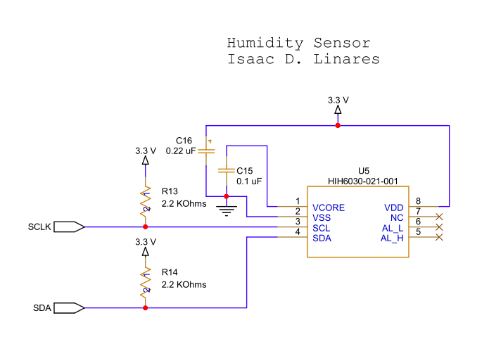 Humidity Sensor
Isaac D. Linares
3.3 V
C16
0.22 uF
+
3.3 V
C15
0.1 uF
U5
HIH6030-021-001
R13
2.2 KOhms
1 VCORE VDD 8
2 VSS NC 7
3 SCL AL_L 6
4 SDA AL_H 5
SCLK
3.3 V
R14
2.2 KOhms
SDA